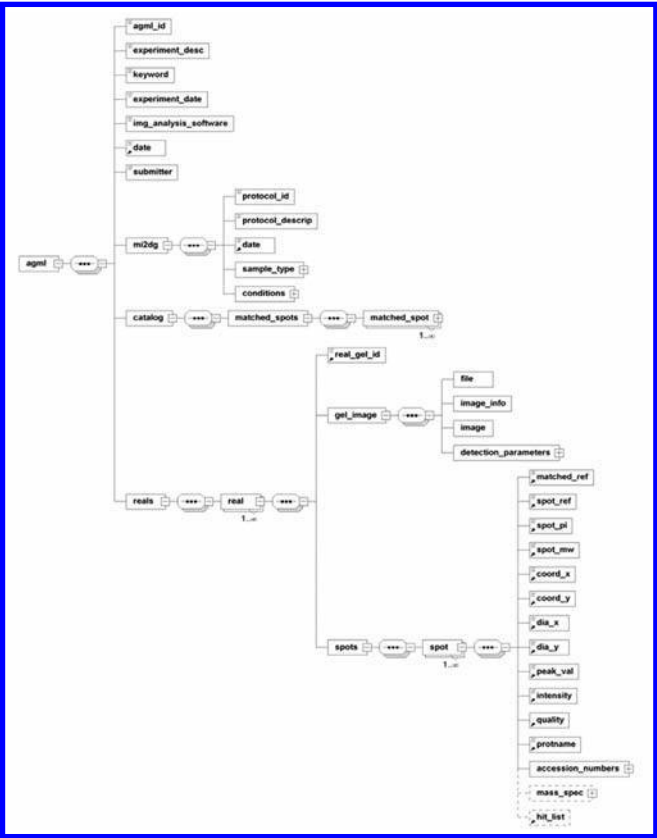 agml_id
experiment_desc
keyword
experiment_date
img_analysis_software
date
submitter
protocol_id
protocol_descrip
mi2dg
date
sample_type
conditions
agml
catalog
matched_spots
matched_spot
1..∞
real_gel_id
file
gel_image
image_info
image
detection_parameters
reals
real
1..∞
matched_ref
spot_ref
spot_pi
spot_mw
coord_x
coord_y
dia_x
spots
spot
dia_y
1..∞
peak_val
intensity
quality
protname
accession_numbers
mass_spec
hit_list